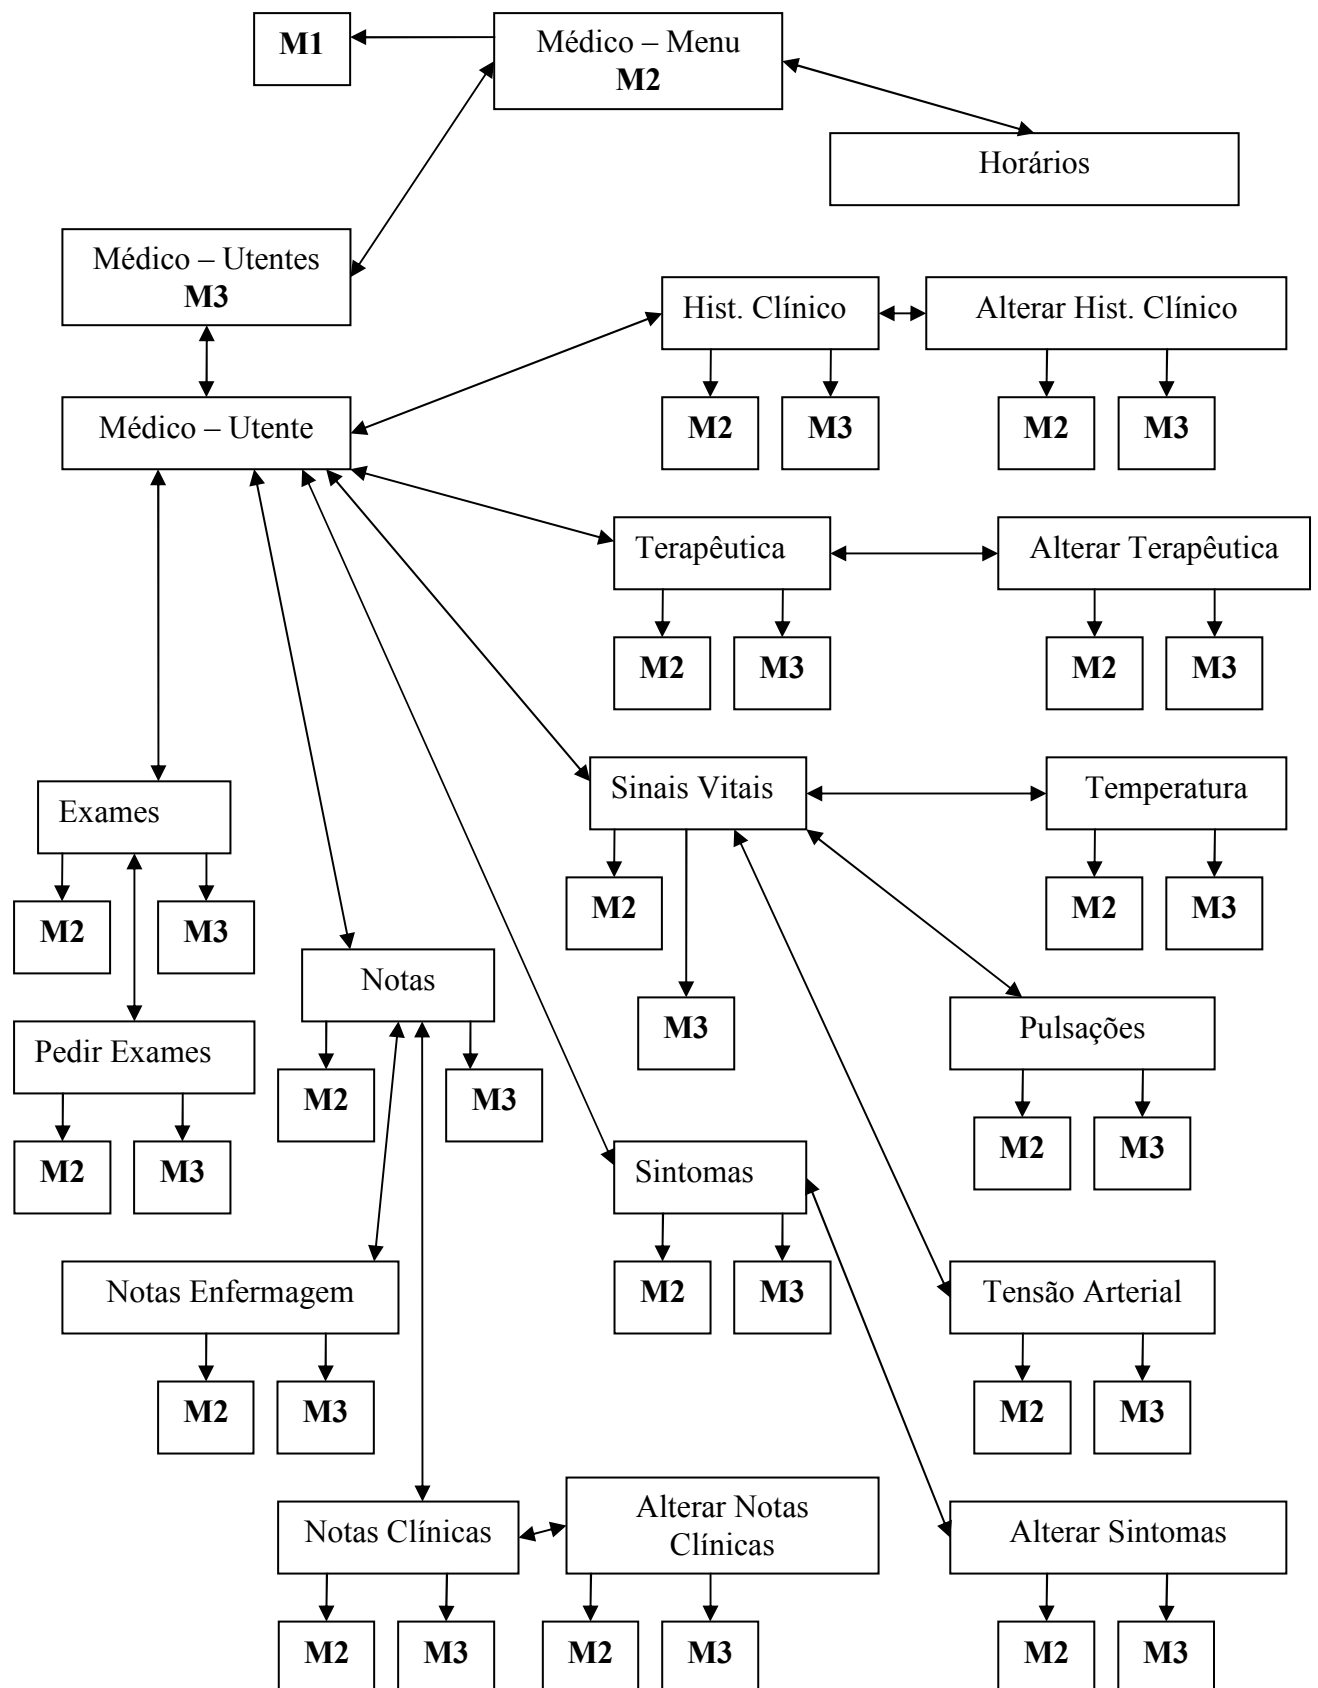 M1
Médico – Menu
M2
Horários
Médico – Utentes
M3
Hist. Clínico
Alterar Hist. Clínico
M2
M3
M2
M3
Médico – Utente
Terapêutica
Alterar Terapêutica
M2
M3
M2
M3
Sinais Vitais
Temperatura
Exames
M2
M3
M2
M2
M3
M2
M3
Notas
M3
Pulsações
Pedir Exames
M2
M3
M2
M3
M2
M3
Sintomas
M2
M3
Notas Enfermagem
Tensão Arterial
M2
M3
M2
M3
Notas Clínicas
Alterar Notas
Clínicas
Alterar Sintomas
M2
M3
M2
M3
M2
M3